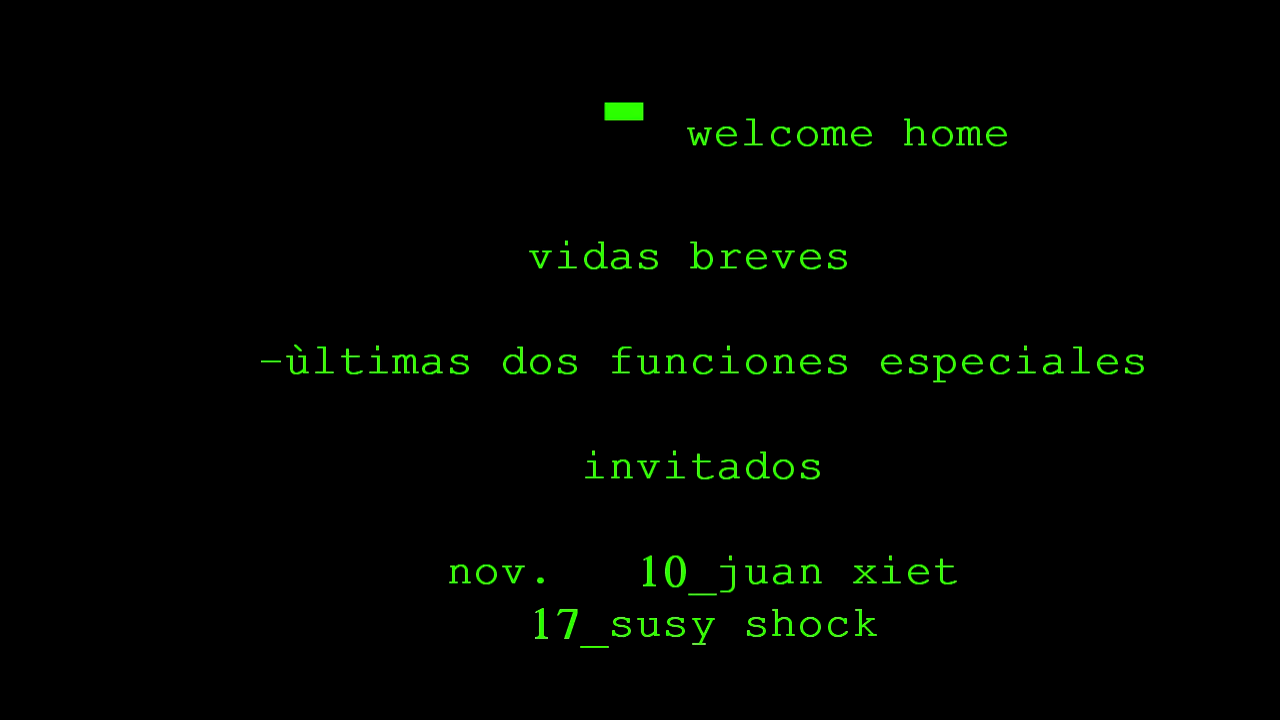 welcome home
vidas breves
-ùltimas dos funciones especiales
invitados
nov. 10_juan xiet
17_susy shock